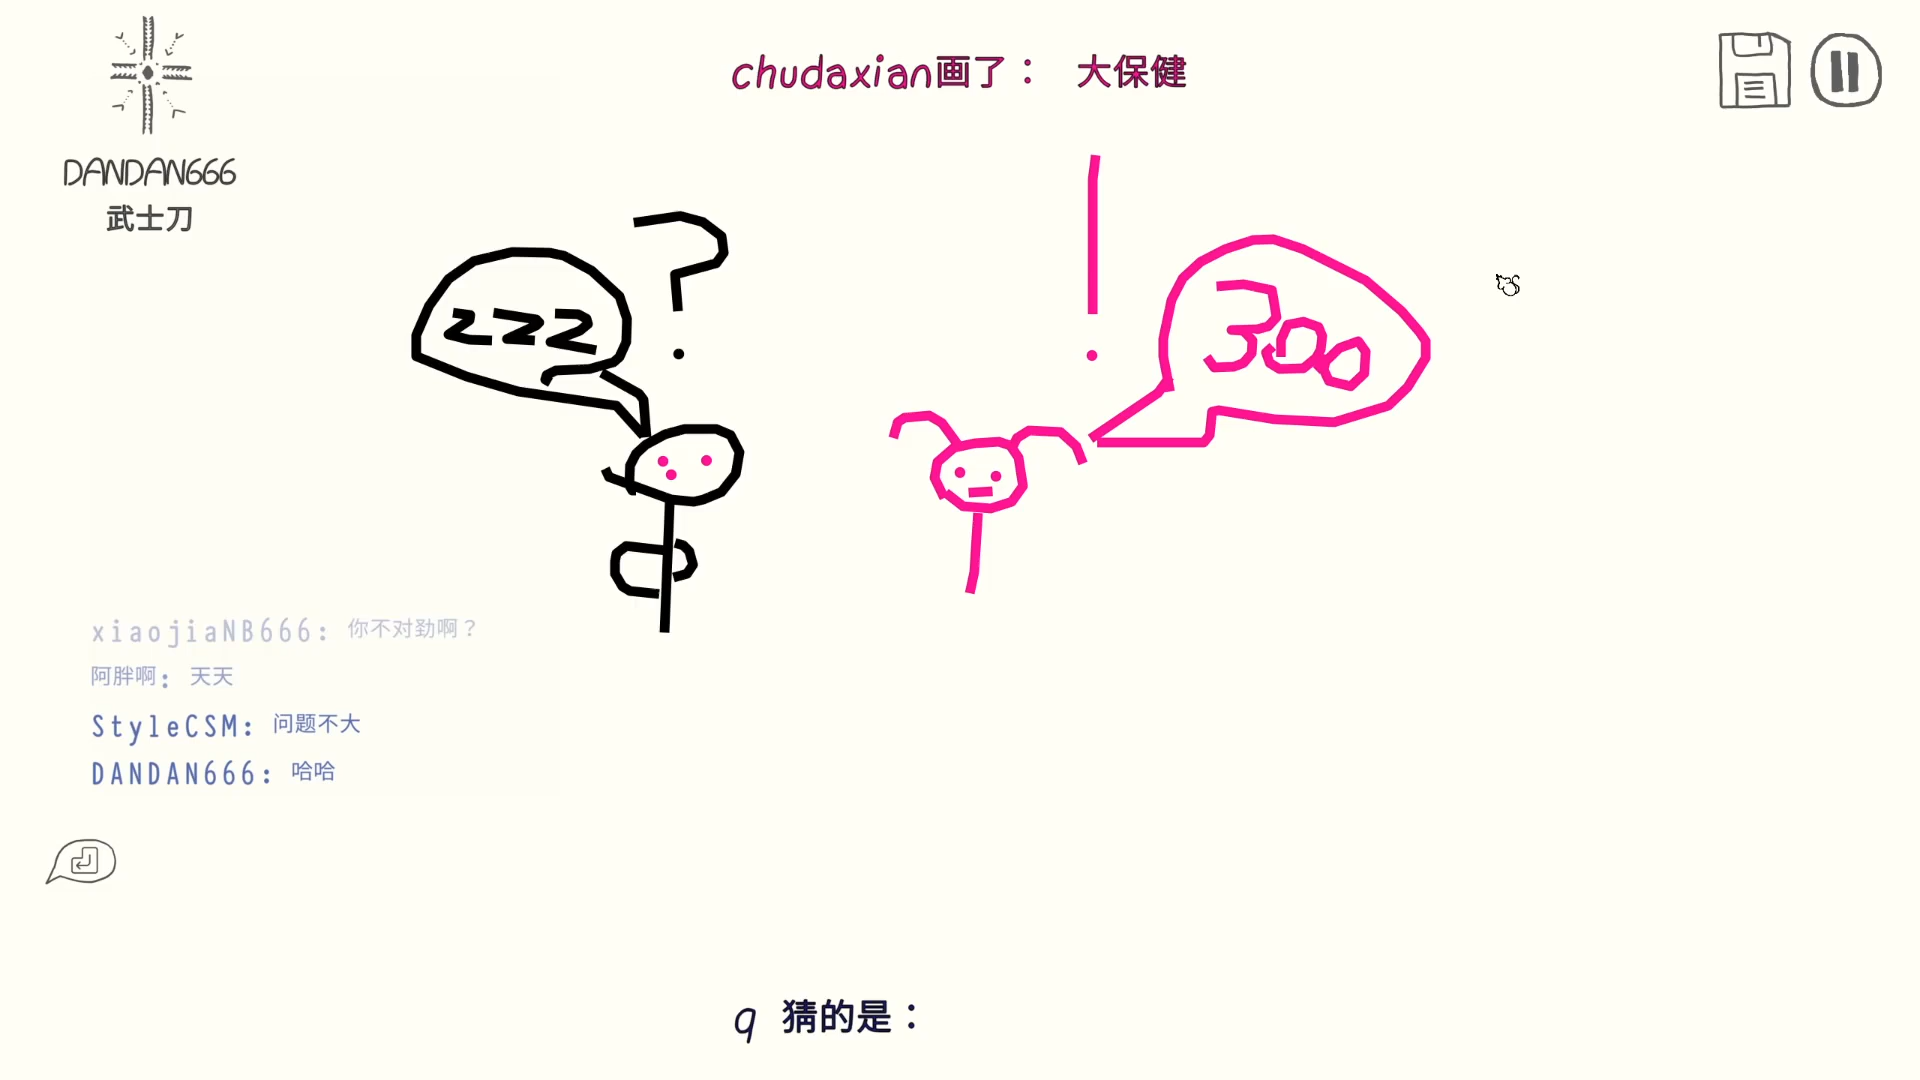 chudaxian画了： 大保健
DANDAN666
武士刀
?
!
zzz
300
xiaojiaNB666: 你不对劲啊？
阿胖啊: 天天
StyleCSM: 问题不大
DANDAN666: 哈哈
q 猜的是：